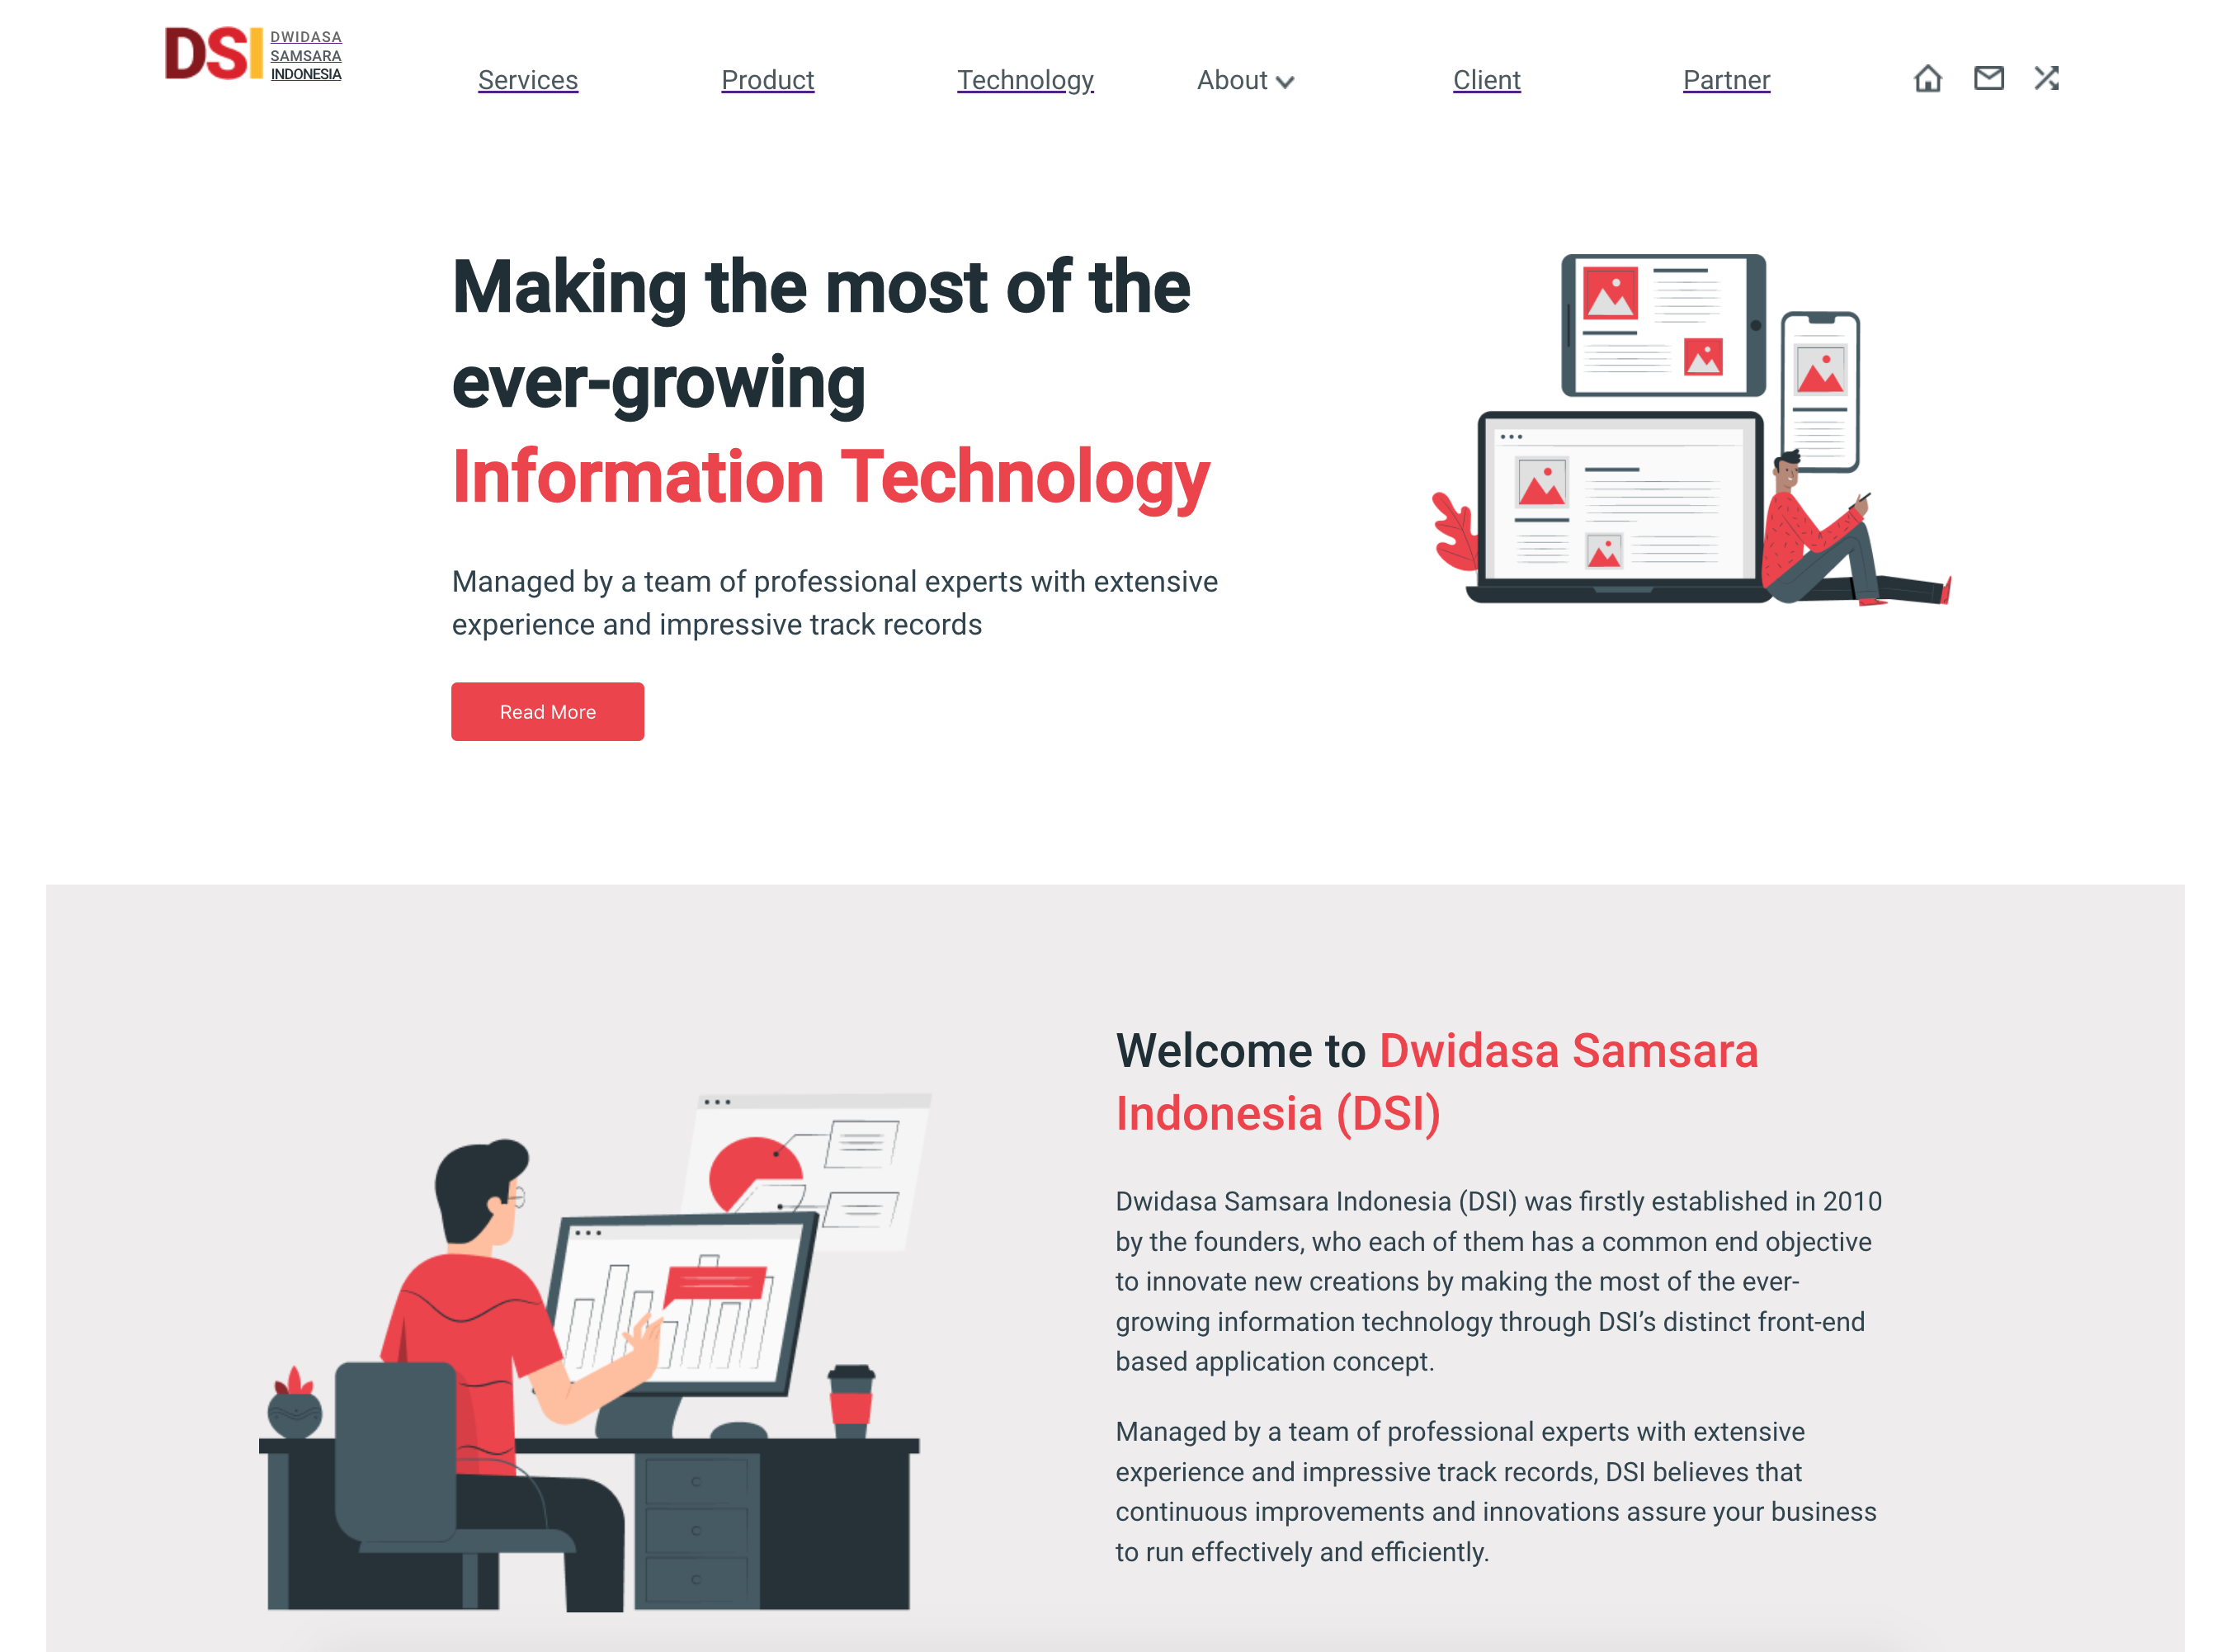 DSI
DWIDASA
SAMSARA
INDONESIA
Services Product Technology About Client Partner
Making the most of the
ever-growing
Information Technology
Managed by a team of professional experts with extensive
experience and impressive track records
Read More
Welcome to Dwidasa Samsara
Indonesia (DSI)
Dwidasa Samsara Indonesia (DSI) was firstly established in 2010
by the founders, who each of them has a common end objective
to innovate new creations by making the most of the ever-
growing information technology through DSI’s distinct front-end
based application concept.
Managed by a team of professional experts with extensive
experience and impressive track records, DSI believes that
continuous improvements and innovations assure your business
to run effectively and efficiently.